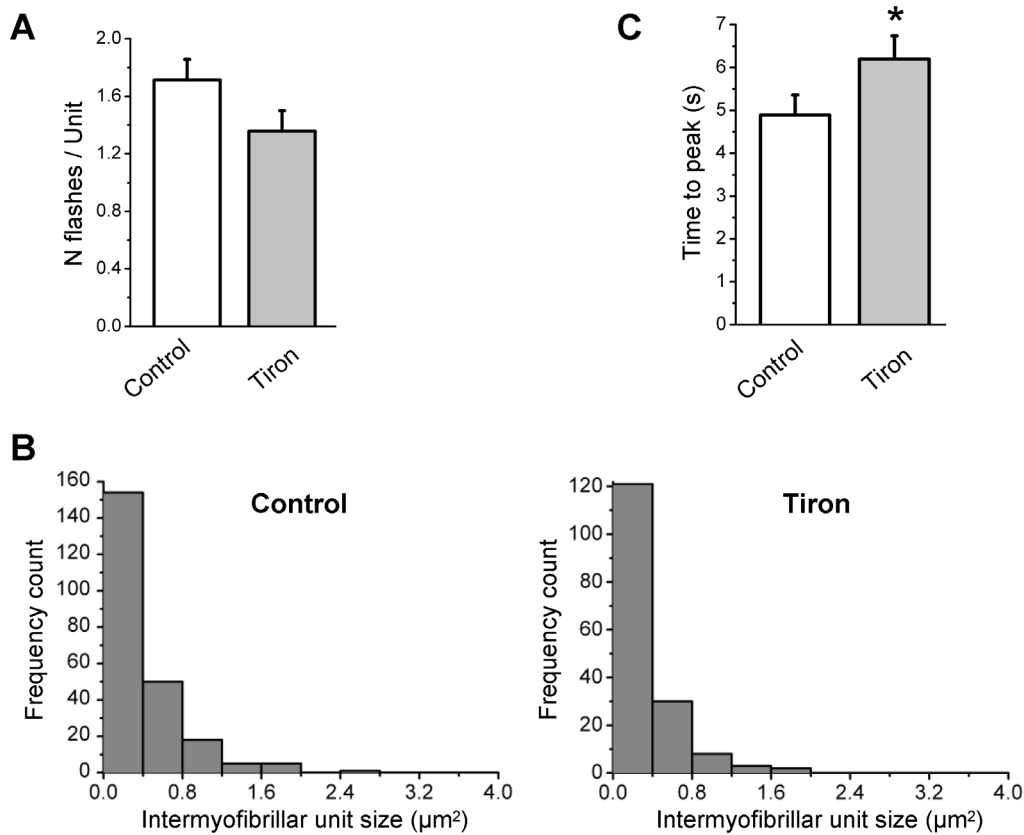 A
2.0
1.6
1.2
0.8
0.4
0.0
N flashes / Unit
Control
Tiron
C
*
7
6
5
4
3
2
1
0
Time to peak (s)
Control
Tiron
B
Control
160
140
120
100
80
60
40
20
0
Frequency count
0.0
0.8
1.6
2.4
3.2
4.0
Intermyofibrillar unit size (µm²)
Tiron
120
100
80
60
40
20
0
Frequency count
0.0
0.8
1.6
2.4
3.2
4.0
Intermyofibrillar unit size (µm²)